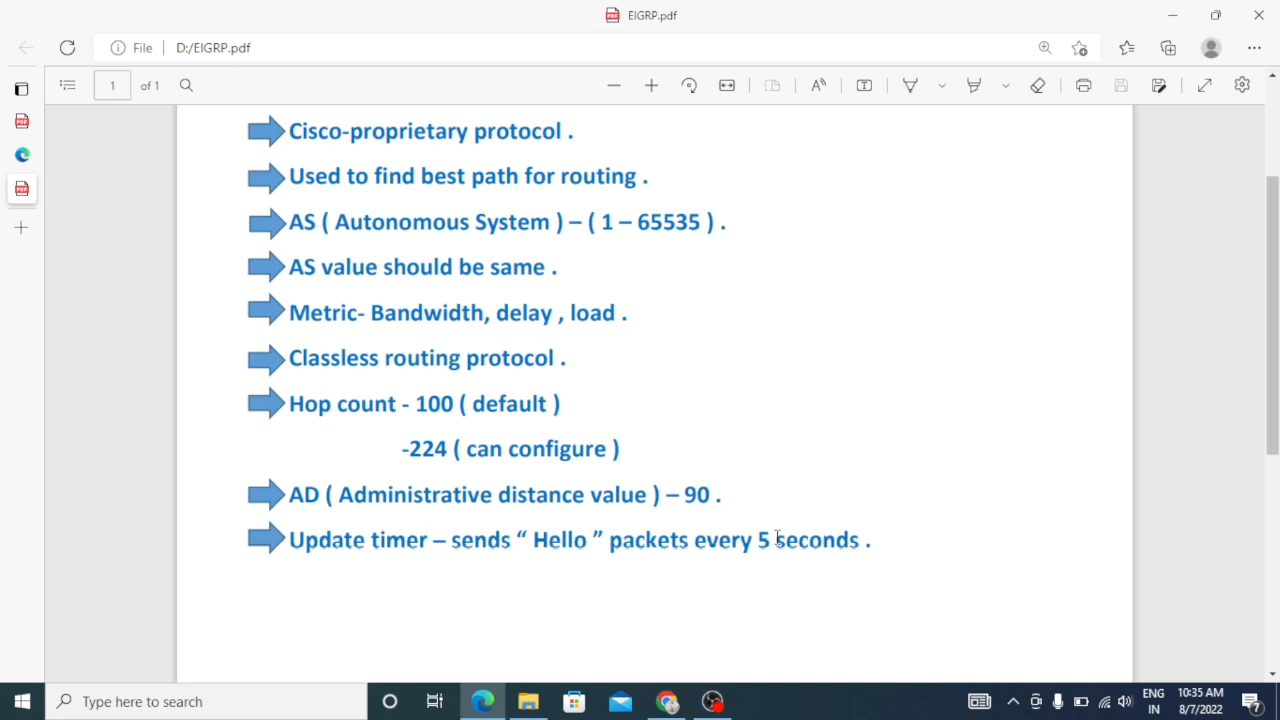 EIGRP.pdf
File
D:/EIGRP.pdf
1 of 1
Cisco-proprietary protocol .
Used to find best path for routing .
AS ( Autonomous System ) – ( 1 – 65535 ) .
AS value should be same .
Metric- Bandwidth, delay , load .
Classless routing protocol .
Hop count - 100 ( default )
-224 ( can configure )
AD ( Administrative distance value ) – 90 .
Update timer – sends “ Hello ” packets every 5 seconds .
Type here to search
ENG
IN
10:35 AM
8/7/2022
7